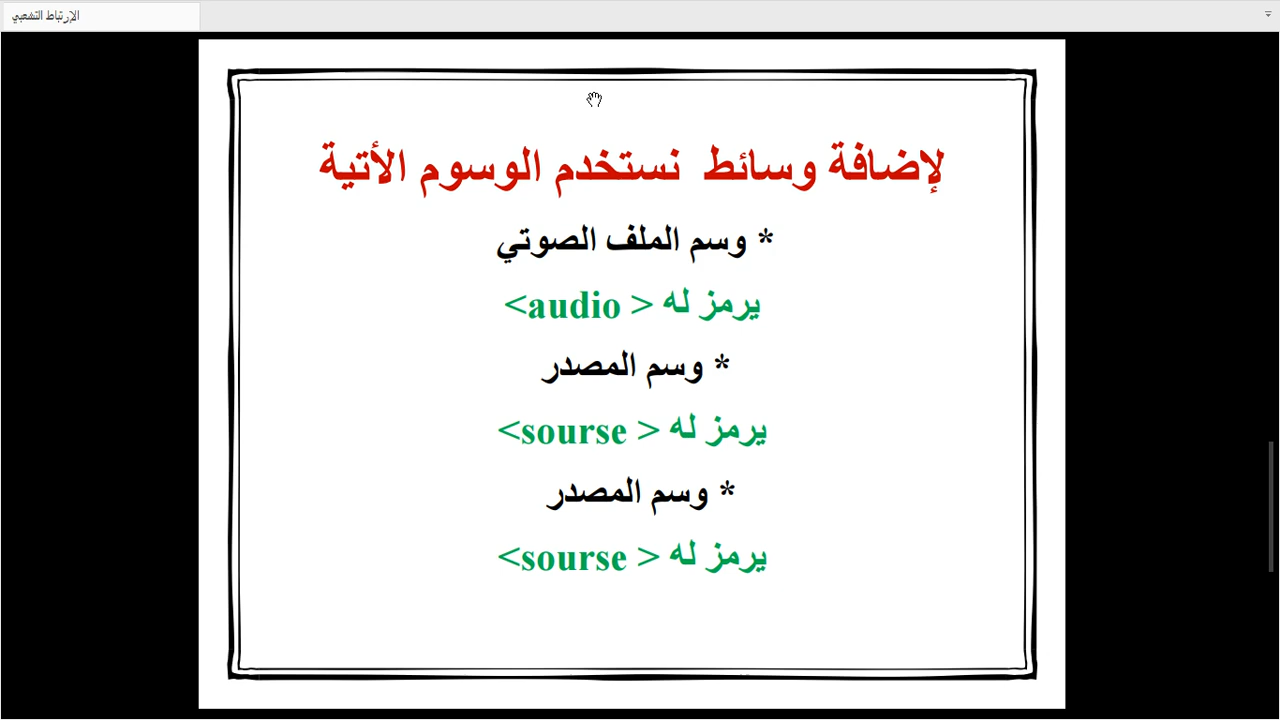 الإرتباط التشعبي
لإضافة وسائط نستخدم الوسوم الأتية
* وسم الملف الصوتي
يرمز له < audio>
* وسم المصدر
يرمز له < sourse>
* وسم المصدر
يرمز له < sourse>